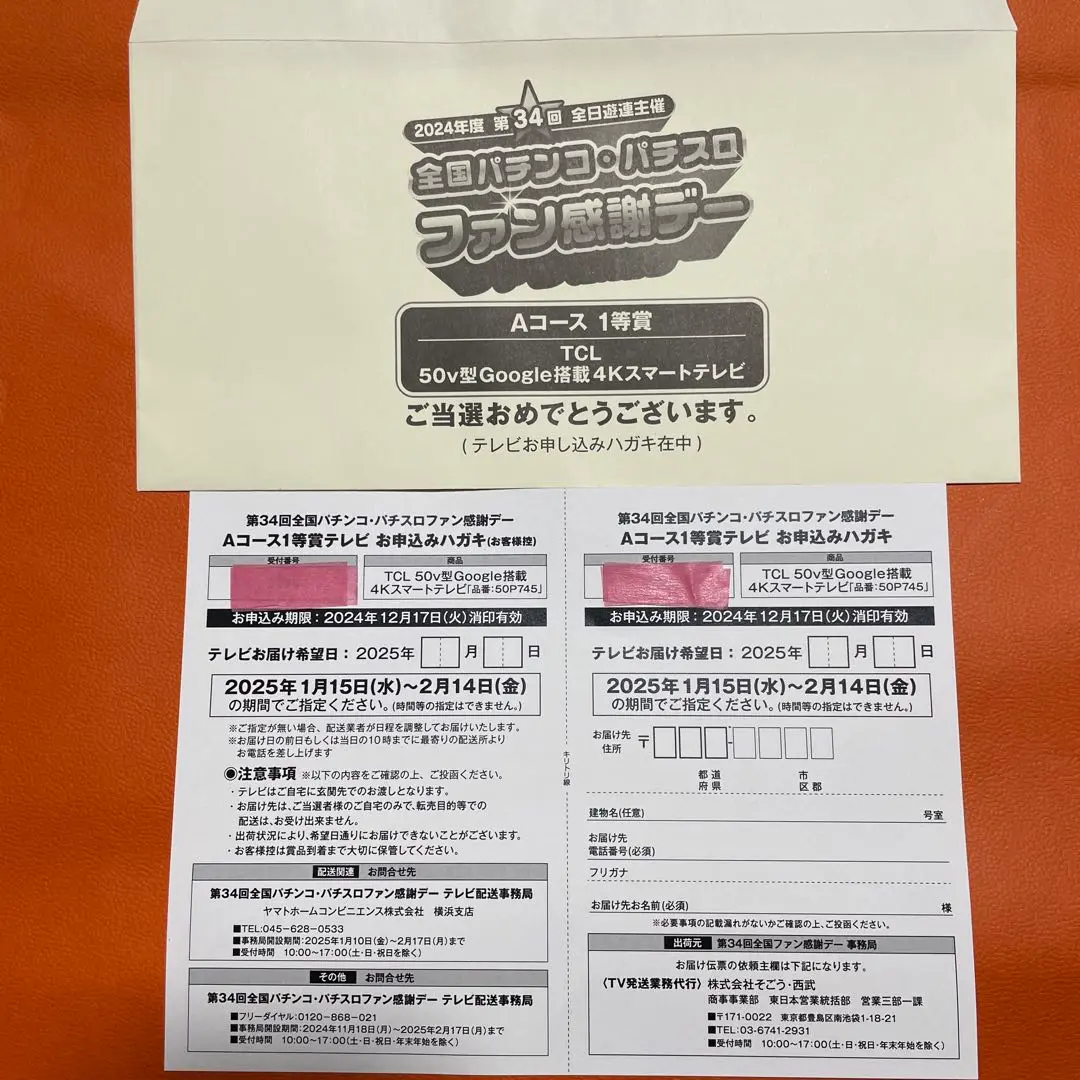 2024年度 第34回 全日遊連主催
全国パチンコ・パチスロ
ファン感謝デー
Aコース 1等賞
TCL
50v型Google搭載4Kスマートテレビ
ご当選おめでとうございます。
(テレビお申し込みハガキ在中)
第34回全国パチンコ・パチスロファン感謝デー
Aコース1等賞テレビ お申込みハガキ(お客様控)
受付番号
商品
TCL 50v型Google搭載
4Kスマートテレビ「品番:50P745」
お申込み期限:2024年12月17日(火)消印有効
テレビお届け希望日:2025年 月 日
2025年1月15日(水)〜2月14日(金)
の期間でご指定ください。(時間等の指定はできません。)
※ご指定が無い場合、配送業者が日程を調整してお届けいたします。
※お届け日の前日もしくは当日の10時までに最寄りの配送所より
お電話を差し上げます
◉注意事項 ※以下の内容をご確認の上、ご投函ください。
・テレビはご自宅に玄関先でのお渡しとなります。
・お届け先は、ご当選者様のご自宅のみで、転売目的等での
配送は、お受け出来ません。
・出荷状況により、希望日通りにお届けできないことがございます。
・お客様控は賞品到着まで大切に保管してください。
配送関連 お問合せ先
第34回全国パチンコ・パチスロファン感謝デー テレビ配送事務局
ヤマトホームコンビニエンス株式会社 横浜支店
■TEL:045-628-0533
■事務局開設期間:2025年1月10日(金)〜2月17日(月)まで
■受付時間 10:00〜17:00(土・日・祝日を除く)
その他 お問合せ先
第34回全国パチンコ・パチスロファン感謝デー テレビ配送事務局
■フリーダイヤル:0120-868-021
■事務局開設期間:2024年11月18日(月)〜2025年2月17日(月)まで
■受付時間 10:00〜17:00(土・日・祝日・年末年始を除く)
キリトリ線
第34回全国パチンコ・パチスロファン感謝デー
Aコース1等賞テレビ お申込みハガキ
受付番号
商品
TCL 50v型Google搭載
4Kスマートテレビ「品番:50P745」
お申込み期限:2024年12月17日(火)消印有効
テレビお届け希望日:2025年 月 日
2025年1月15日(水)〜2月14日(金)
の期間でご指定ください。(時間等の指定はできません。)
お届け先
住所
〒 -
都道 市
府県 区郡
建物名(任意) 号室
お届け先
電話番号(必須)
フリガナ
お届け先お名前(必須) 様
※必要事項の記載漏れがないかご確認の上、ご投函ください。
出荷元 第34回全国ファン感謝デー 事務局
お届け伝票の依頼主欄は下記になります。
〈TV発送業務代行〉 株式会社そごう・西武
商事事業部 東日本営業統括部 営業三部一課
■〒171-0022 東京都豊島区南池袋1-18-21
■TEL:03-6741-2931
■受付時間 10:00〜17:00(土・日・祝日・年末年始を除く)